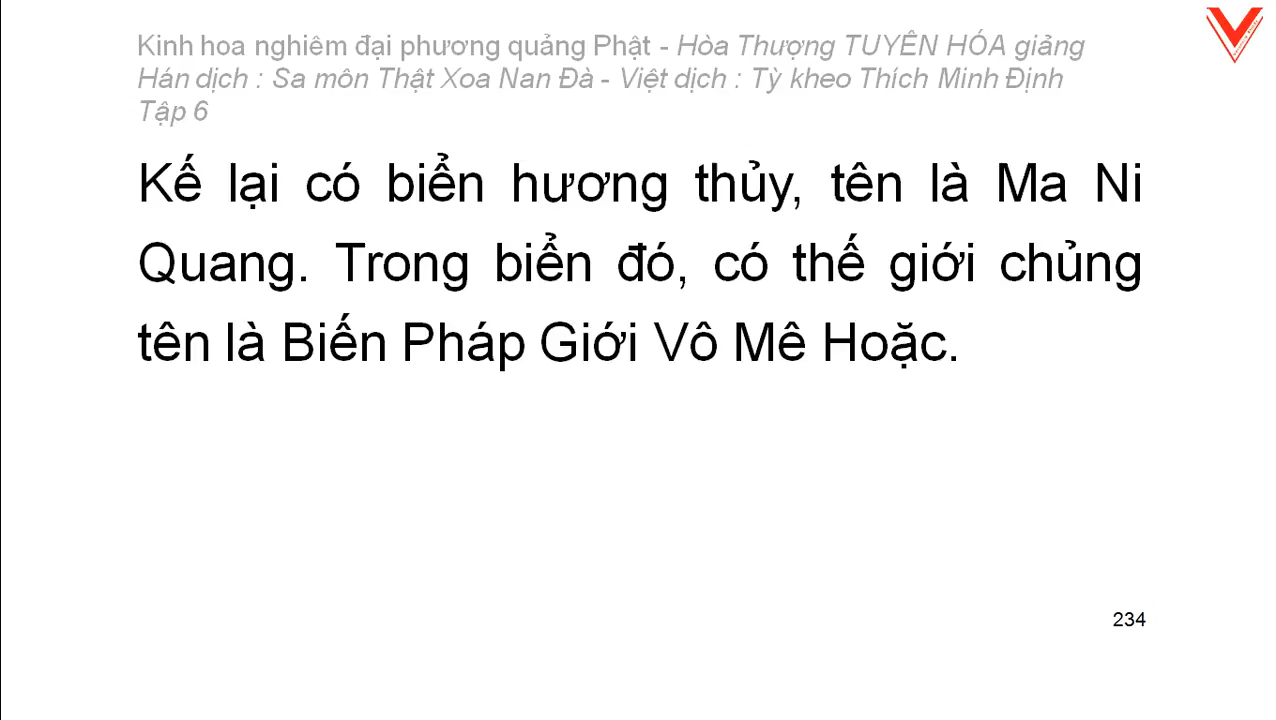 Kinh hoa nghiêm đại phương quảng Phật - Hòa Thượng TUYÊN HÓA giảng
Hán dịch : Sa môn Thật Xoa Nan Đà - Việt dịch : Tỳ kheo Thích Minh Định
Tập 6
Kế lại có biển hương thủy, tên là Ma Ni
Quang. Trong biển đó, có thế giới chủng
tên là Biến Pháp Giới Vô Mê Hoặc.
234